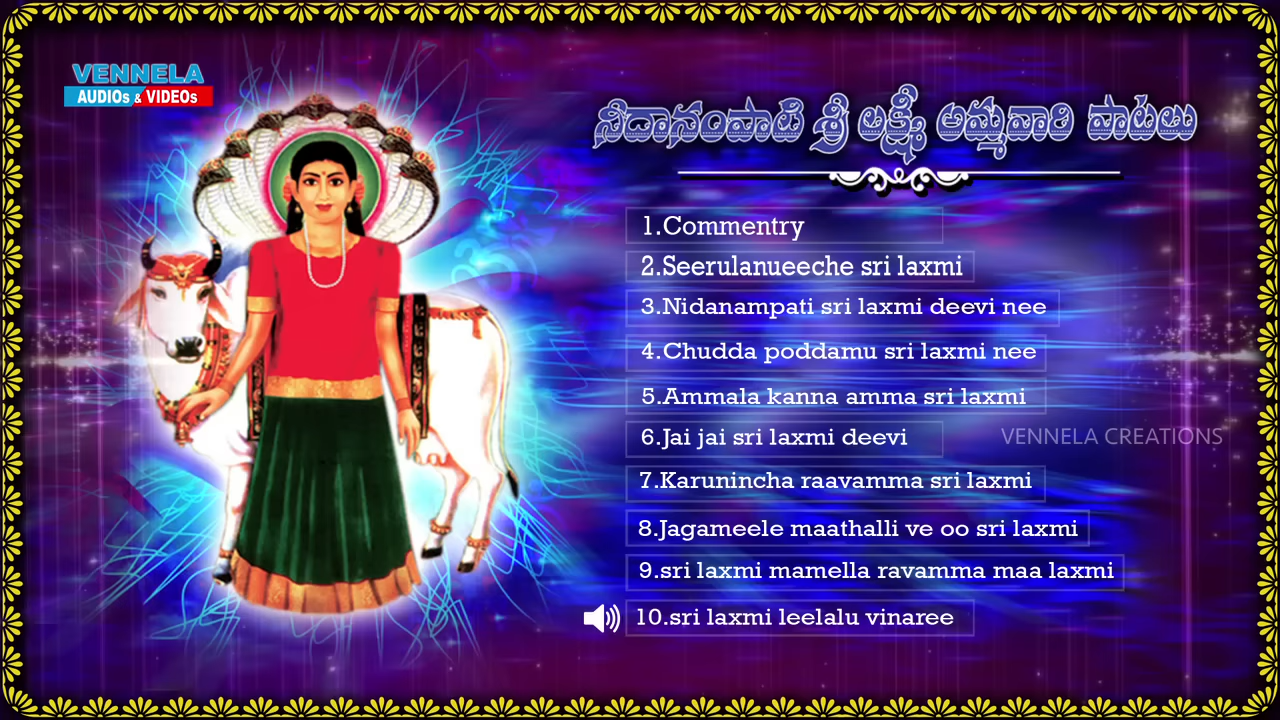 VENNELA
AUDIOs & VIDEOs
నిదానంపాటి శ్రీ లక్ష్మీ అమ్మవారి పాటలు
1.Commentry
2.Seerulanueeche sri laxmi
3.Nidanampati sri laxmi deevi nee
4.Chudda poddamu sri laxmi nee
5.Ammala kanna amma sri laxmi
6.Jai jai sri laxmi deevi
VENNELA CREATIONS
7.Karunincha raavamma sri laxmi
8.Jagameele maathalli ve oo sri laxmi
9.sri laxmi mamella ravamma maa laxmi
10.sri laxmi leelalu vinaree